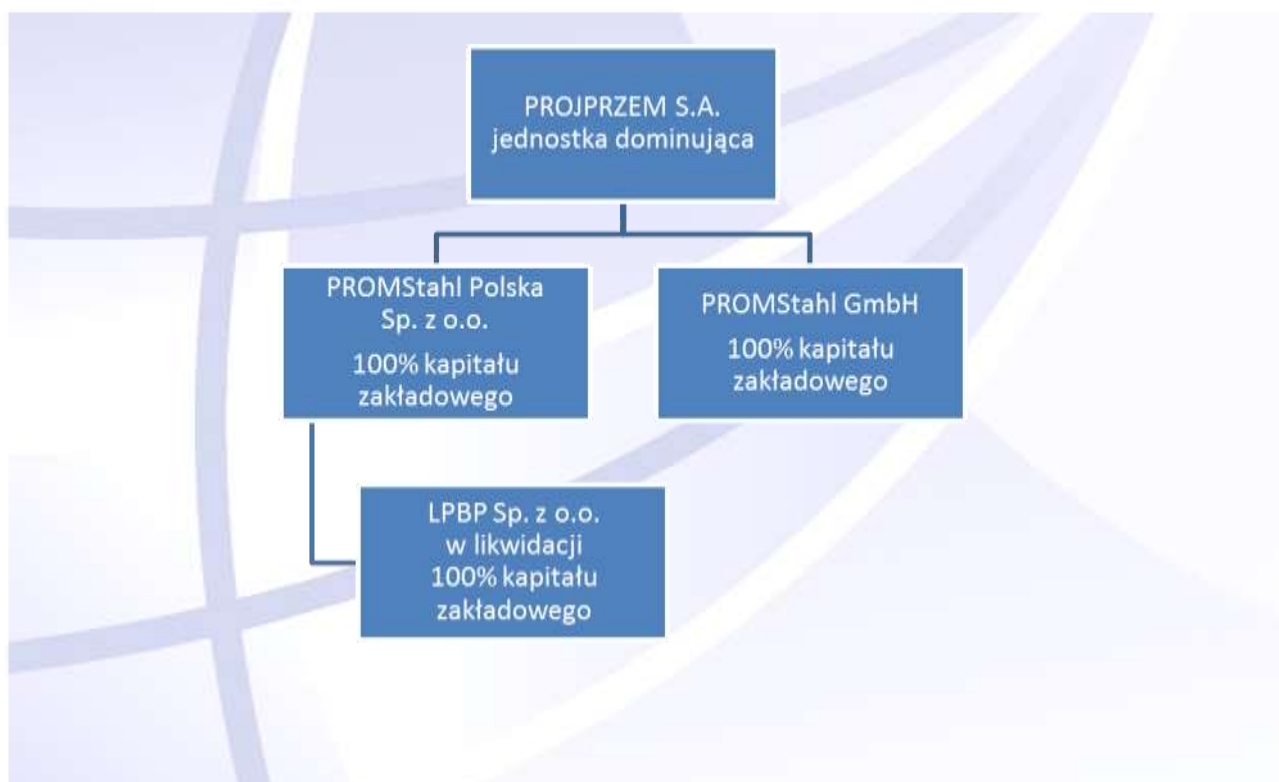 PROJPRZEM S.A.
jednostka dominująca
PROMStahl Polska
Sp. z o.o.
100% kapitału
zakładowego
PROMStahl GmbH
100% kapitału
zakładowego
LPBP Sp. z o.o.
w likwidacji
100% kapitału
zakładowego